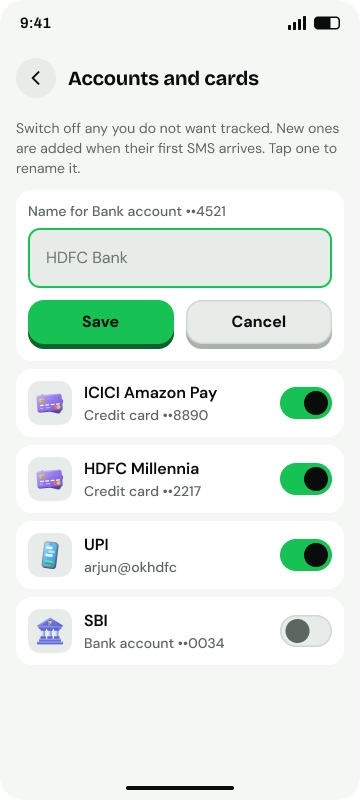 9:41
Accounts and cards
Switch off any you do not want tracked. New ones
are added when their first SMS arrives. Tap one to
rename it.
Name for Bank account ••4521
HDFC Bank
Save
Cancel
ICICI Amazon Pay
Credit card ••8890
HDFC Millennia
Credit card ••2217
UPI
arjun@okhdfc
SBI
Bank account ••0034